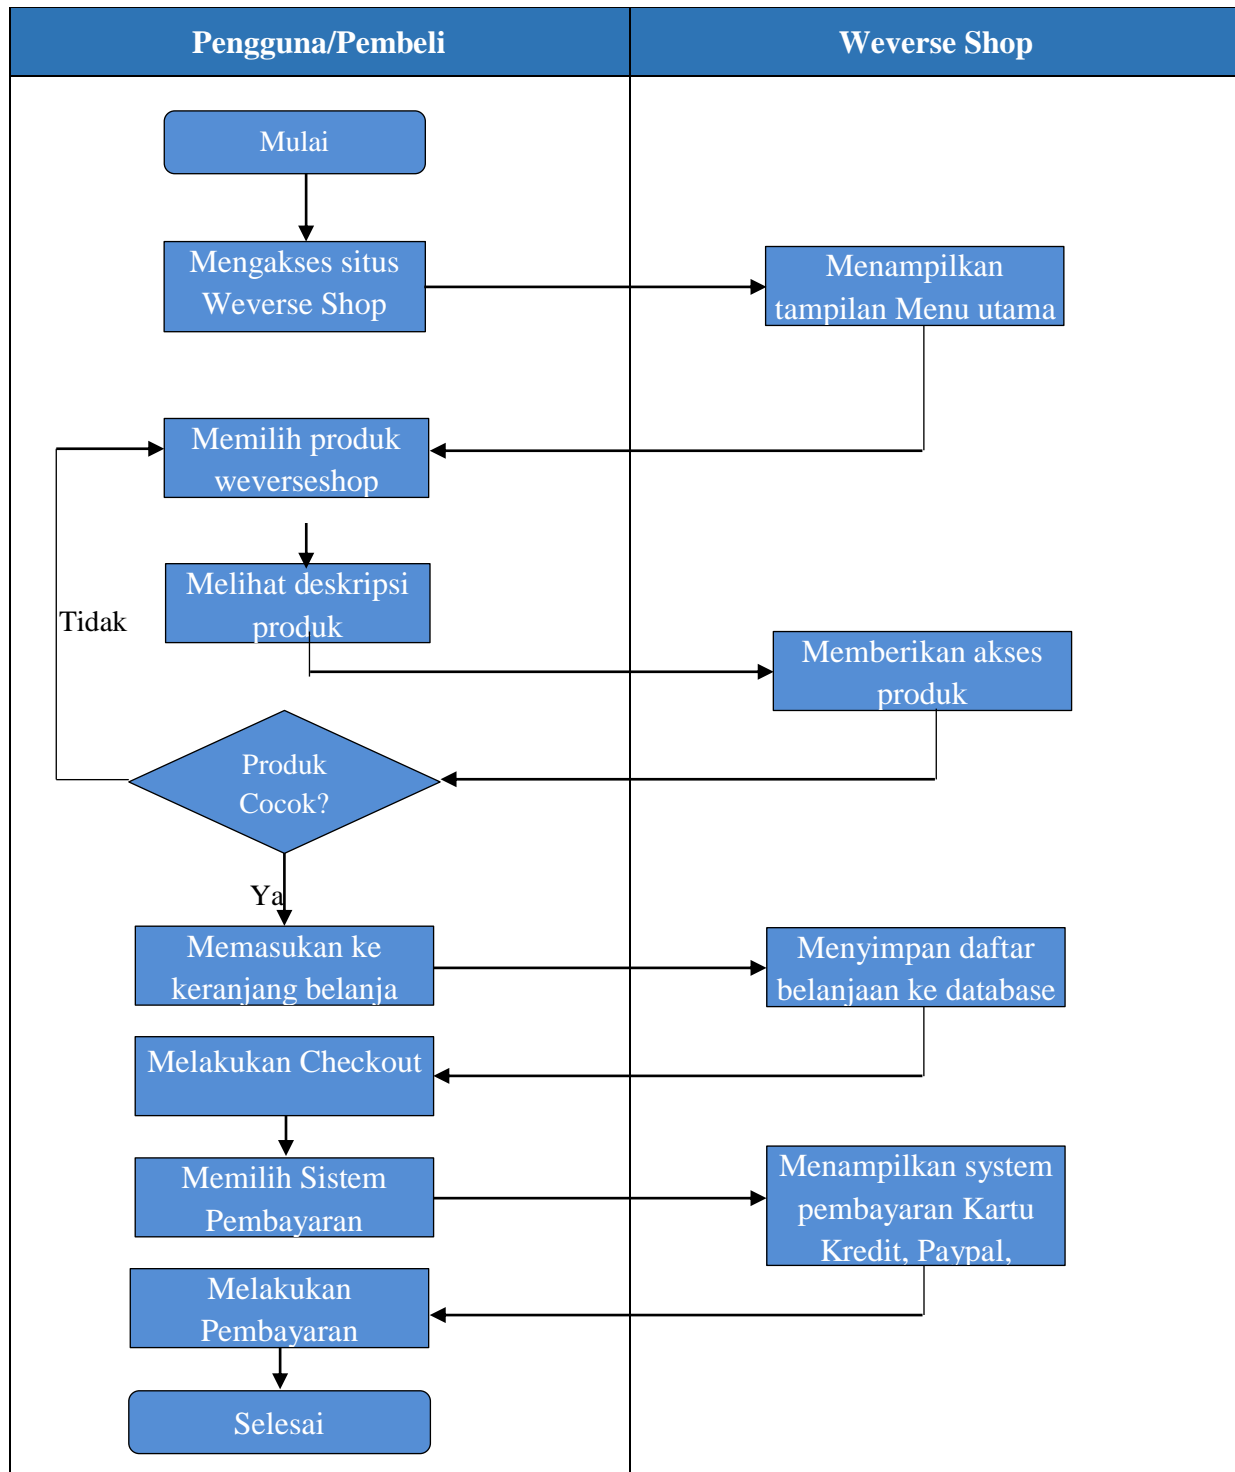 Pengguna/Pembeli
Weverse Shop
Mulai
Mengakses situs
Weverse Shop
Menampilkan
tampilan Menu utama
Memilih produk
weverseshop
Melihat deskripsi
produk
Tidak
Memberikan akses
produk
Produk
Cocok?
Ya
Memasukan ke
keranjang belanja
Menyimpan daftar
belanjaan ke database
Melakukan Checkout
Memilih Sistem
Pembayaran
Menampilkan system
pembayaran Kartu
Kredit, Paypal,
Melakukan
Pembayaran
Selesai